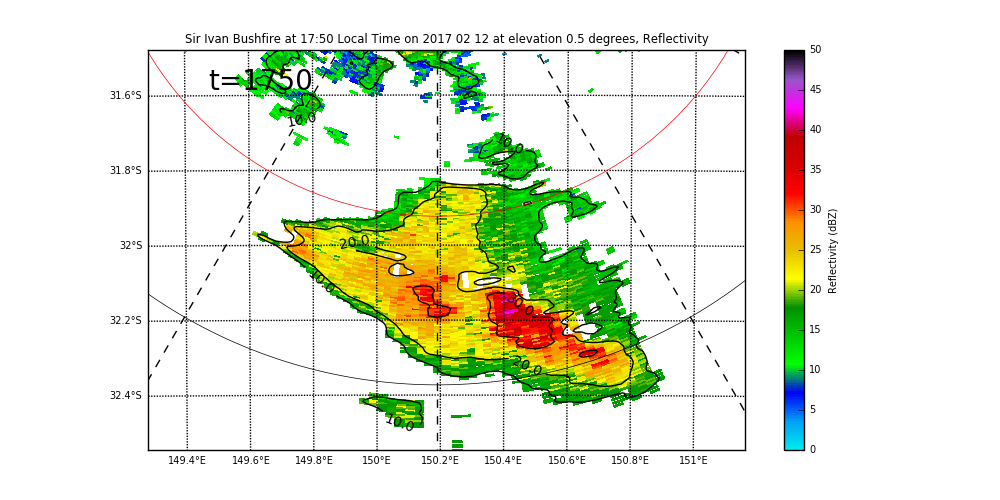 Sir Ivan Bushfire at 17:50 Local Time on 2017 02 12 at elevation 0.5 degrees, Reflectivity
t=1750
31.6°S
31.8°S
32°S
32.2°S
32.4°S
149.4°E 149.6°E 149.8°E 150°E 150.2°E 150.4°E 150.6°E 150.8°E 151°E
10.0
10.0
20.0
10.0
30.0
20.0
10.0
50
45
40
35
30
25
20
15
10
5
0
Reflectivity (dBZ)